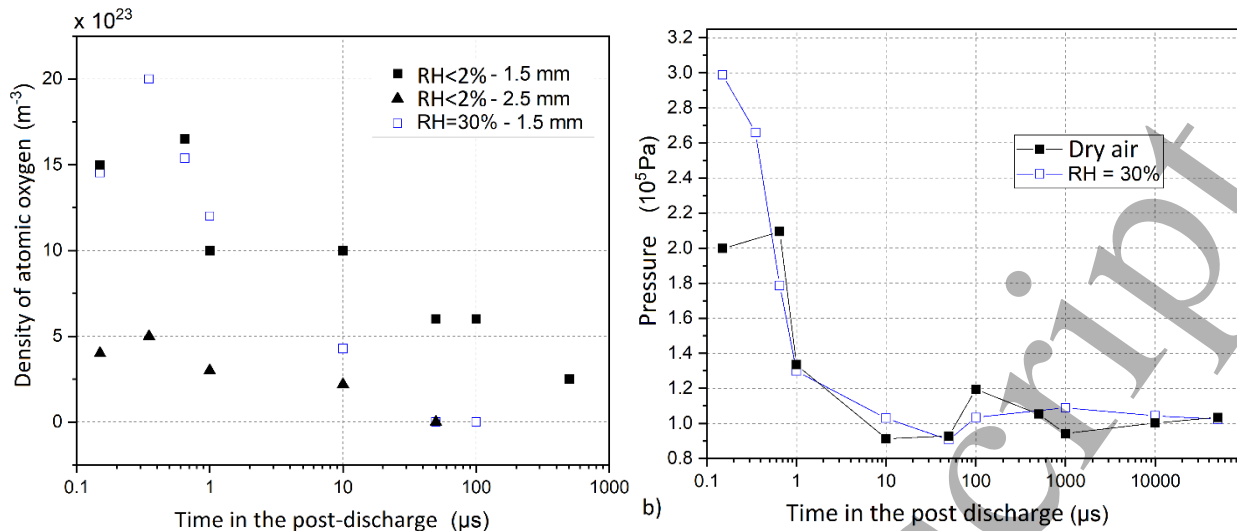 x 10²³
Density of atomic oxygen (m⁻³)
20
15
10
5
0
0.1
1
10
100
1000
Time in the post-discharge (µs)
RH<2% - 1.5 mm
RH<2% - 2.5 mm
RH=30% - 1.5 mm
Pressure (10⁵Pa)
3.2
3.0
2.8
2.6
2.4
2.2
2.0
1.8
1.6
1.4
1.2
1.0
0.8
0.1
1
10
100
1000
10000
Time in the post discharge (µs)
Dry air
RH = 30%
b)
script